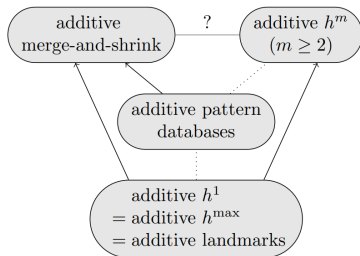 additive
merge-and-shrink
?
additive h^m
(m ≥ 2)
additive pattern
databases
additive h^1
= additive h^max
= additive landmarks